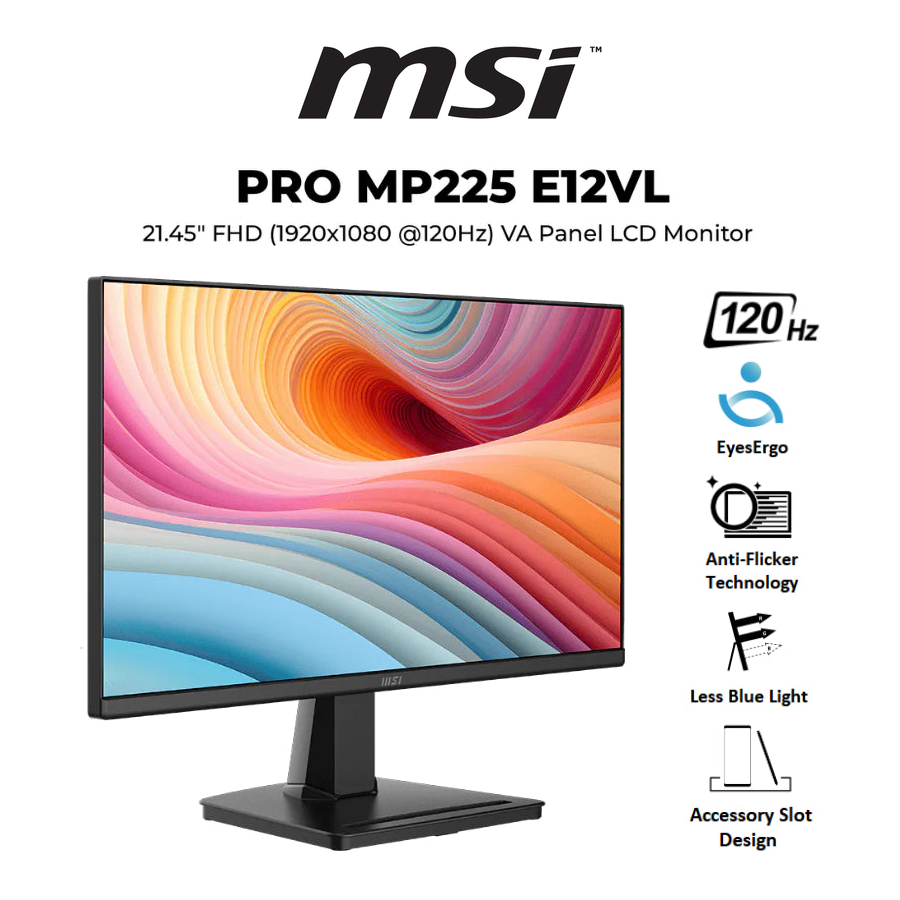 msi™
PRO MP225 E12VL
21.45" FHD (1920x1080 @120Hz) VA Panel LCD Monitor
120Hz
EyesErgo
Anti-Flicker
Technology
Less Blue Light
Accessory Slot
Design
msi